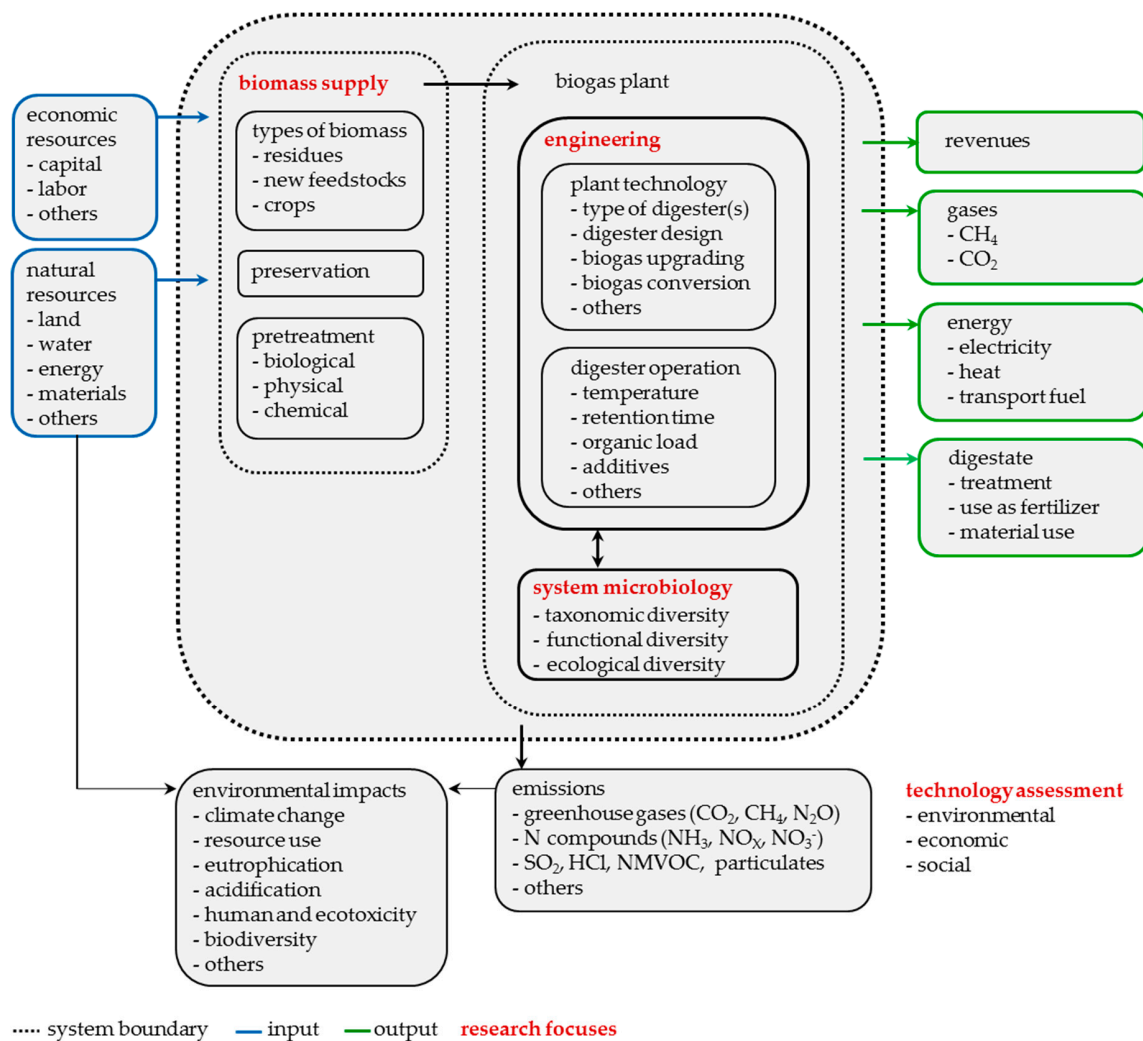 economic
resources
- capital
- labor
- others
natural
resources
- land
- water
- energy
- materials
- others
biomass supply
types of biomass
- residues
- new feedstocks
- crops
preservation
pretreatment
- biological
- physical
- chemical
biogas plant
engineering
plant technology
- type of digester(s)
- digester design
- biogas upgrading
- biogas conversion
- others
digester operation
- temperature
- retention time
- organic load
- additives
- others
system microbiology
- taxonomic diversity
- functional diversity
- ecological diversity
revenues
gases
- CH₄
- CO₂
energy
- electricity
- heat
- transport fuel
digestate
- treatment
- use as fertilizer
- material use
environmental impacts
- climate change
- resource use
- eutrophication
- acidification
- human and ecotoxicity
- biodiversity
- others
emissions
- greenhouse gases (CO₂, CH₄, N₂O)
- N compounds (NH₃, NOₓ, NO₃⁻)
- SO₂, HCl, NMVOC, particulates
- others
technology assessment
- environmental
- economic
- social
system boundary input output research focuses